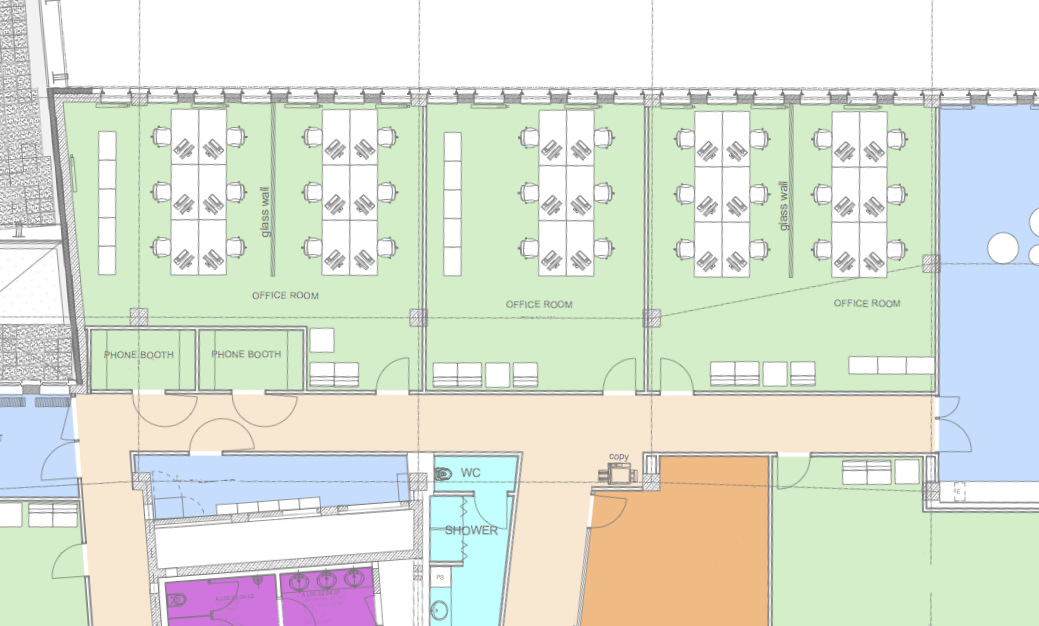 glass wall
glass wall
OFFICE ROOM
OFFICE ROOM
OFFICE ROOM
PHONE BOOTH
PHONE BOOTH
copy
WC
SHOWER
PS